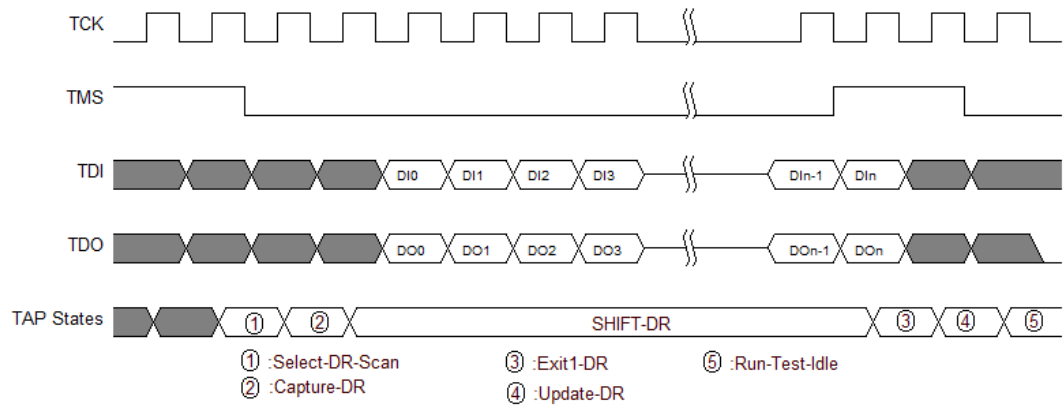 TCK
TMS
TDI DI0 DI1 DI2 DI3 DIn-1 DIn
TDO DO0 DO1 DO2 DO3 DOn-1 DOn
TAP States 1 2 SHIFT-DR 3 4 5
1 :Select-DR-Scan 3 :Exit1-DR 5 :Run-Test-Idle
2 :Capture-DR 4 :Update-DR